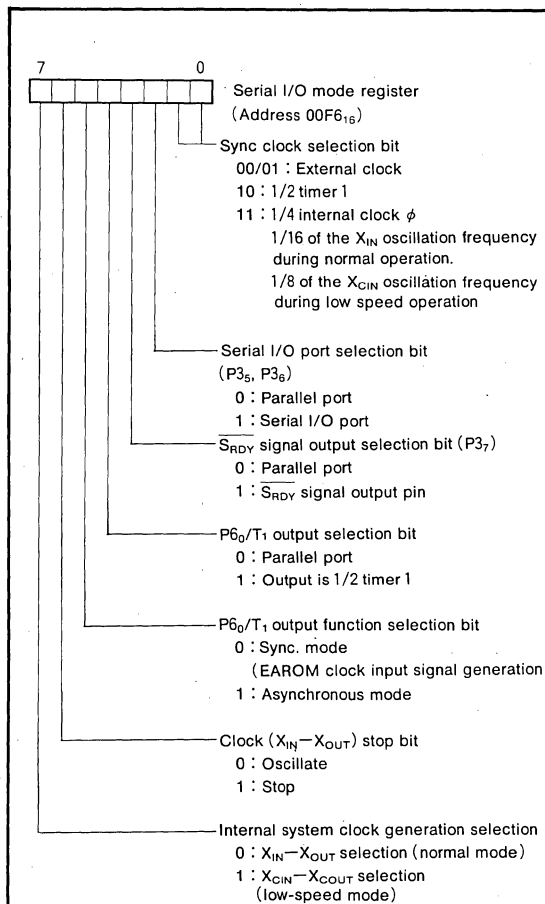 7 0
Serial I/O mode register
(Address 00F6₁₆)
Sync clock selection bit
00/01 : External clock
10 : 1/2 timer 1
11 : 1/4 internal clock ϕ
1/16 of the X_IN oscillation frequency
during normal operation.
1/8 of the X_CIN oscillation frequency
during low speed operation
Serial I/O port selection bit
(P3₅, P3₆)
0 : Parallel port
1 : Serial I/O port
S̅_R̅D̅Y̅ signal output selection bit (P3₇)
0 : Parallel port
1 : S̅_R̅D̅Y̅ signal output pin
P6₀/T₁ output selection bit
0 : Parallel port
1 : Output is 1/2 timer 1
P6₀/T₁ output function selection bit
0 : Sync. mode
(EAROM clock input signal generation
1 : Asynchronous mode
Clock (X_IN—X_OUT) stop bit
0 : Oscillate
1 : Stop
Internal system clock generation selection
0 : X_IN—X_OUT selection (normal mode)
1 : X_CIN—X_COUT selection
(low-speed mode)